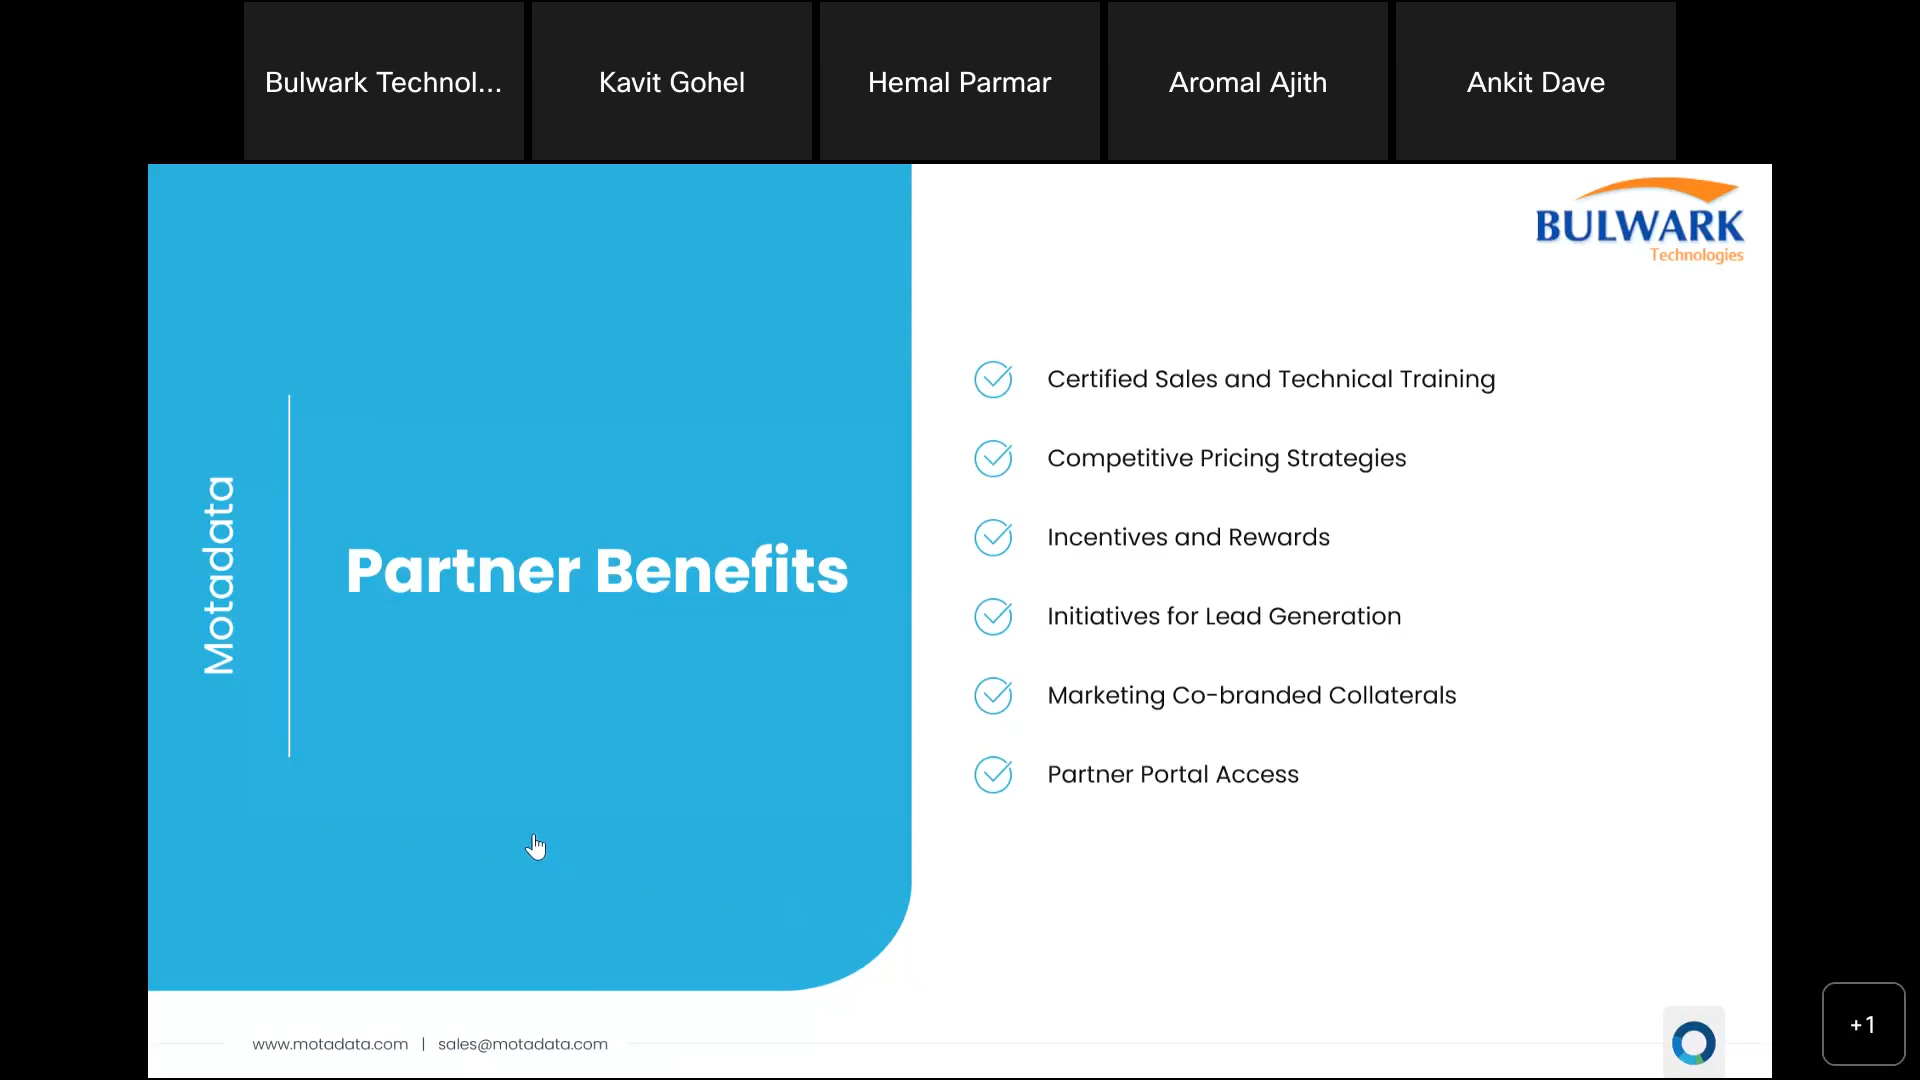 Bulwark Technol...
Kavit Gohel
Hemal Parmar
Aromal Ajith
Ankit Dave
BULWARK
Technologies
Motadata
Partner Benefits
Certified Sales and Technical Training
Competitive Pricing Strategies
Incentives and Rewards
Initiatives for Lead Generation
Marketing Co-branded Collaterals
Partner Portal Access
www.motadata.com | sales@motadata.com
+1